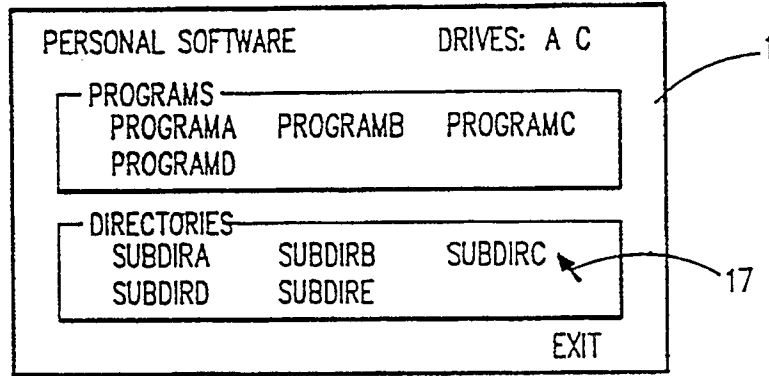 PERSONAL SOFTWARE DRIVES: A C
PROGRAMS
PROGRAMA PROGRAMB PROGRAMC
PROGRAMD
DIRECTORIES
SUBDIRA SUBDIRB SUBDIRC
SUBDIRD SUBDIRE
17
EXIT